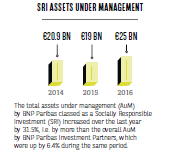 SRI ASSETS UNDER MANAGEMENT
€20.9 BN €19 BN €25 BN
2014 2015 2016
The total assets under management (AuM)
by BNP Paribas classed as a Socially Responsible
Investment (SRI) increased over the last year
by 31.5%, i.e. by more than the overall AuM
by BNP Paribas Investment Partners, which
were up by 6.4% during the same period.